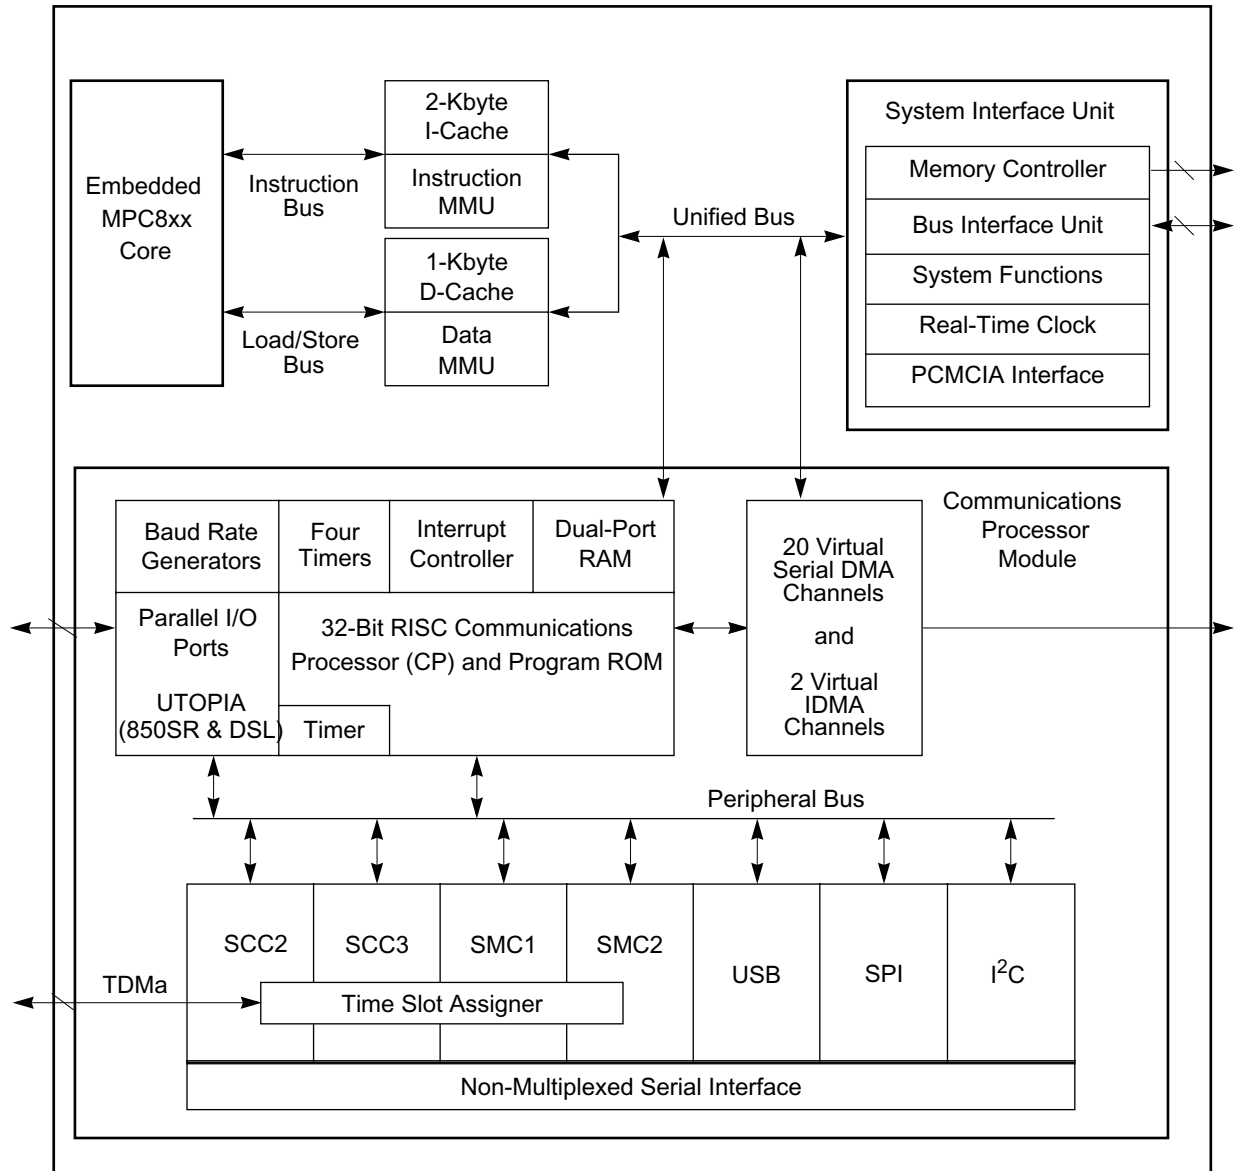 Embedded
MPC8xx
Core
Instruction
Bus
Load/Store
Bus
2-Kbyte
I-Cache
Instruction
MMU
1-Kbyte
D-Cache
Data
MMU
Unified Bus
System Interface Unit
Memory Controller
Bus Interface Unit
System Functions
Real-Time Clock
PCMCIA Interface
Communications
Processor
Module
Baud Rate
Generators
Four
Timers
Interrupt
Controller
Dual-Port
RAM
Parallel I/O
Ports
UTOPIA
(850SR & DSL)
32-Bit RISC Communications
Processor (CP) and Program ROM
Timer
20 Virtual
Serial DMA
Channels
and
2 Virtual
IDMA
Channels
Peripheral Bus
SCC2
SCC3
SMC1
SMC2
USB
SPI
I²C
TDMa
Time Slot Assigner
Non-Multiplexed Serial Interface